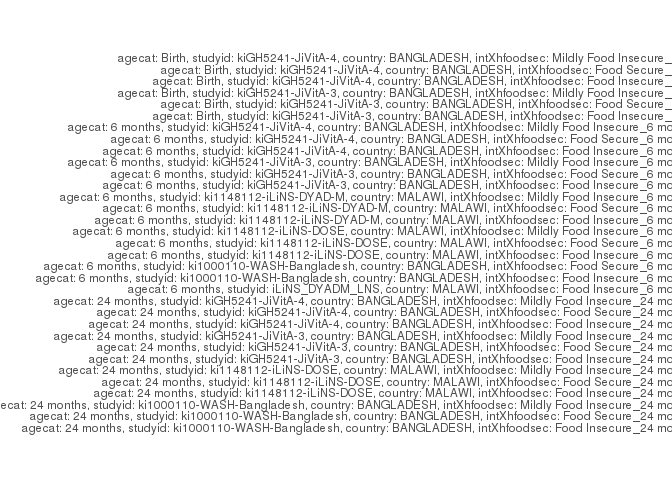 agecat: Birth, studyid: kiGH5241-JiVitA-4, country: BANGLADESH, intXhfoodsec: Mildly Food Insecure_
agecat: Birth, studyid: kiGH5241-JiVitA-4, country: BANGLADESH, intXhfoodsec: Food Secure_
agecat: Birth, studyid: kiGH5241-JiVitA-4, country: BANGLADESH, intXhfoodsec: Food Insecure_
agecat: Birth, studyid: kiGH5241-JiVitA-3, country: BANGLADESH, intXhfoodsec: Mildly Food Insecure_
agecat: Birth, studyid: kiGH5241-JiVitA-3, country: BANGLADESH, intXhfoodsec: Food Secure_
agecat: Birth, studyid: kiGH5241-JiVitA-3, country: BANGLADESH, intXhfoodsec: Food Insecure_
agecat: 6 months, studyid: kiGH5241-JiVitA-4, country: BANGLADESH, intXhfoodsec: Mildly Food Insecure_6 mo
agecat: 6 months, studyid: kiGH5241-JiVitA-4, country: BANGLADESH, intXhfoodsec: Food Secure_6 mo
agecat: 6 months, studyid: kiGH5241-JiVitA-4, country: BANGLADESH, intXhfoodsec: Food Insecure_6 mo
agecat: 6 months, studyid: kiGH5241-JiVitA-3, country: BANGLADESH, intXhfoodsec: Mildly Food Insecure_6 mo
agecat: 6 months, studyid: kiGH5241-JiVitA-3, country: BANGLADESH, intXhfoodsec: Food Secure_6 mo
agecat: 6 months, studyid: kiGH5241-JiVitA-3, country: BANGLADESH, intXhfoodsec: Food Insecure_6 mo
agecat: 6 months, studyid: ki1148112-iLiNS-DYAD-M, country: MALAWI, intXhfoodsec: Mildly Food Insecure_6 mo
agecat: 6 months, studyid: ki1148112-iLiNS-DYAD-M, country: MALAWI, intXhfoodsec: Food Secure_6 mo
agecat: 6 months, studyid: ki1148112-iLiNS-DYAD-M, country: MALAWI, intXhfoodsec: Food Insecure_6 mo
agecat: 6 months, studyid: ki1148112-iLiNS-DOSE, country: MALAWI, intXhfoodsec: Mildly Food Insecure_6 mo
agecat: 6 months, studyid: ki1148112-iLiNS-DOSE, country: MALAWI, intXhfoodsec: Food Secure_6 mo
agecat: 6 months, studyid: ki1148112-iLiNS-DOSE, country: MALAWI, intXhfoodsec: Food Insecure_6 mo
agecat: 6 months, studyid: ki1000110-WASH-Bangladesh, country: BANGLADESH, intXhfoodsec: Food Secure_6 mo
agecat: 6 months, studyid: ki1000110-WASH-Bangladesh, country: BANGLADESH, intXhfoodsec: Food Insecure_6 mo
agecat: 6 months, studyid: iLiNS_DYADM_LNS, country: MALAWI, intXhfoodsec: Food Insecure_6 mo
agecat: 24 months, studyid: kiGH5241-JiVitA-4, country: BANGLADESH, intXhfoodsec: Mildly Food Insecure_24 mo
agecat: 24 months, studyid: kiGH5241-JiVitA-4, country: BANGLADESH, intXhfoodsec: Food Secure_24 mo
agecat: 24 months, studyid: kiGH5241-JiVitA-4, country: BANGLADESH, intXhfoodsec: Food Insecure_24 mo
agecat: 24 months, studyid: kiGH5241-JiVitA-3, country: BANGLADESH, intXhfoodsec: Mildly Food Insecure_24 mo
agecat: 24 months, studyid: kiGH5241-JiVitA-3, country: BANGLADESH, intXhfoodsec: Food Secure_24 mo
agecat: 24 months, studyid: kiGH5241-JiVitA-3, country: BANGLADESH, intXhfoodsec: Food Insecure_24 mo
agecat: 24 months, studyid: ki1148112-iLiNS-DOSE, country: MALAWI, intXhfoodsec: Mildly Food Insecure_24 mo
agecat: 24 months, studyid: ki1148112-iLiNS-DOSE, country: MALAWI, intXhfoodsec: Food Secure_24 mo
agecat: 24 months, studyid: ki1148112-iLiNS-DOSE, country: MALAWI, intXhfoodsec: Food Insecure_24 mo
ecat: 24 months, studyid: ki1000110-WASH-Bangladesh, country: BANGLADESH, intXhfoodsec: Mildly Food Insecure_24 mo
agecat: 24 months, studyid: ki1000110-WASH-Bangladesh, country: BANGLADESH, intXhfoodsec: Food Secure_24 mo
agecat: 24 months, studyid: ki1000110-WASH-Bangladesh, country: BANGLADESH, intXhfoodsec: Food Insecure_24 mo